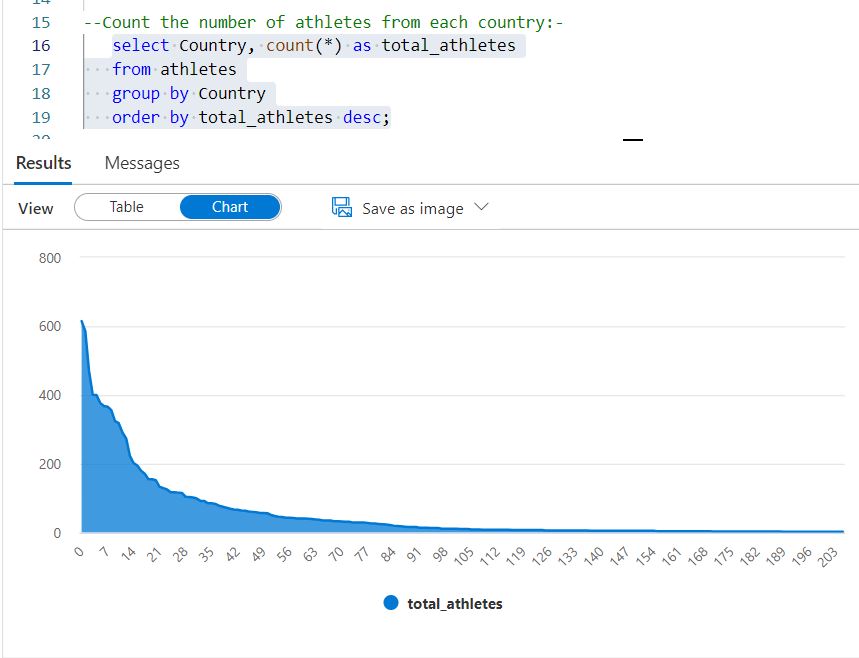 15 --Count the number of athletes from each country:-
16 select Country, count(*) as total_athletes
17 from athletes
18 group by Country
19 order by total_athletes desc;
Results Messages
View Table Chart Save as image
800
600
400
200
0
0 7 14 21 28 35 42 49 56 63 70 77 84 91 98 105 112 119 126 133 140 147 154 161 168 175 182 189 196 203
total_athletes